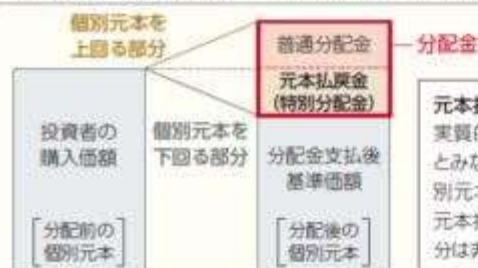 個別元本を
上回る部分
普通分配金
分配金
元本払戻金
(特別分配金)
投資者の
購入価額
個別元本を
下回る部分
分配金支払後
基準価額
分配前の
個別元本
分配後の
個別元本
元本払
実質的
とみな
別元本
元本払
分は非